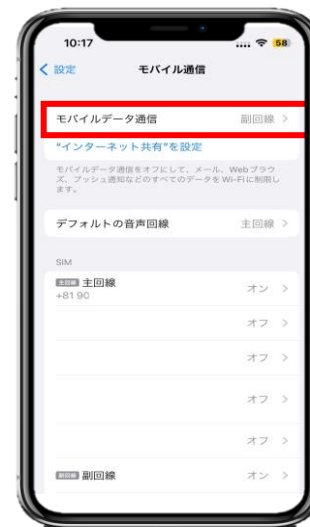 10:17
58
設定
モバイル通信
モバイルデータ通信 副回線
"インターネット共有"を設定
モバイルデータ通信をオフにして、メール、Webブラウ
ズ、プッシュ通知などのすべてのデータをWi-Fiに制限し
ます。
デフォルトの音声回線 主回線
SIM
主回線 主回線 オン
+81 90
オフ
オフ
オフ
オフ
副回線 副回線 オン